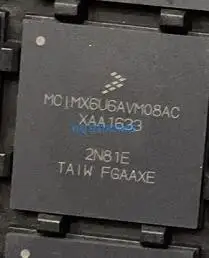 MCIMX6U6AVM08AC
XAA1633
2N81E
TAIW FGAAXE